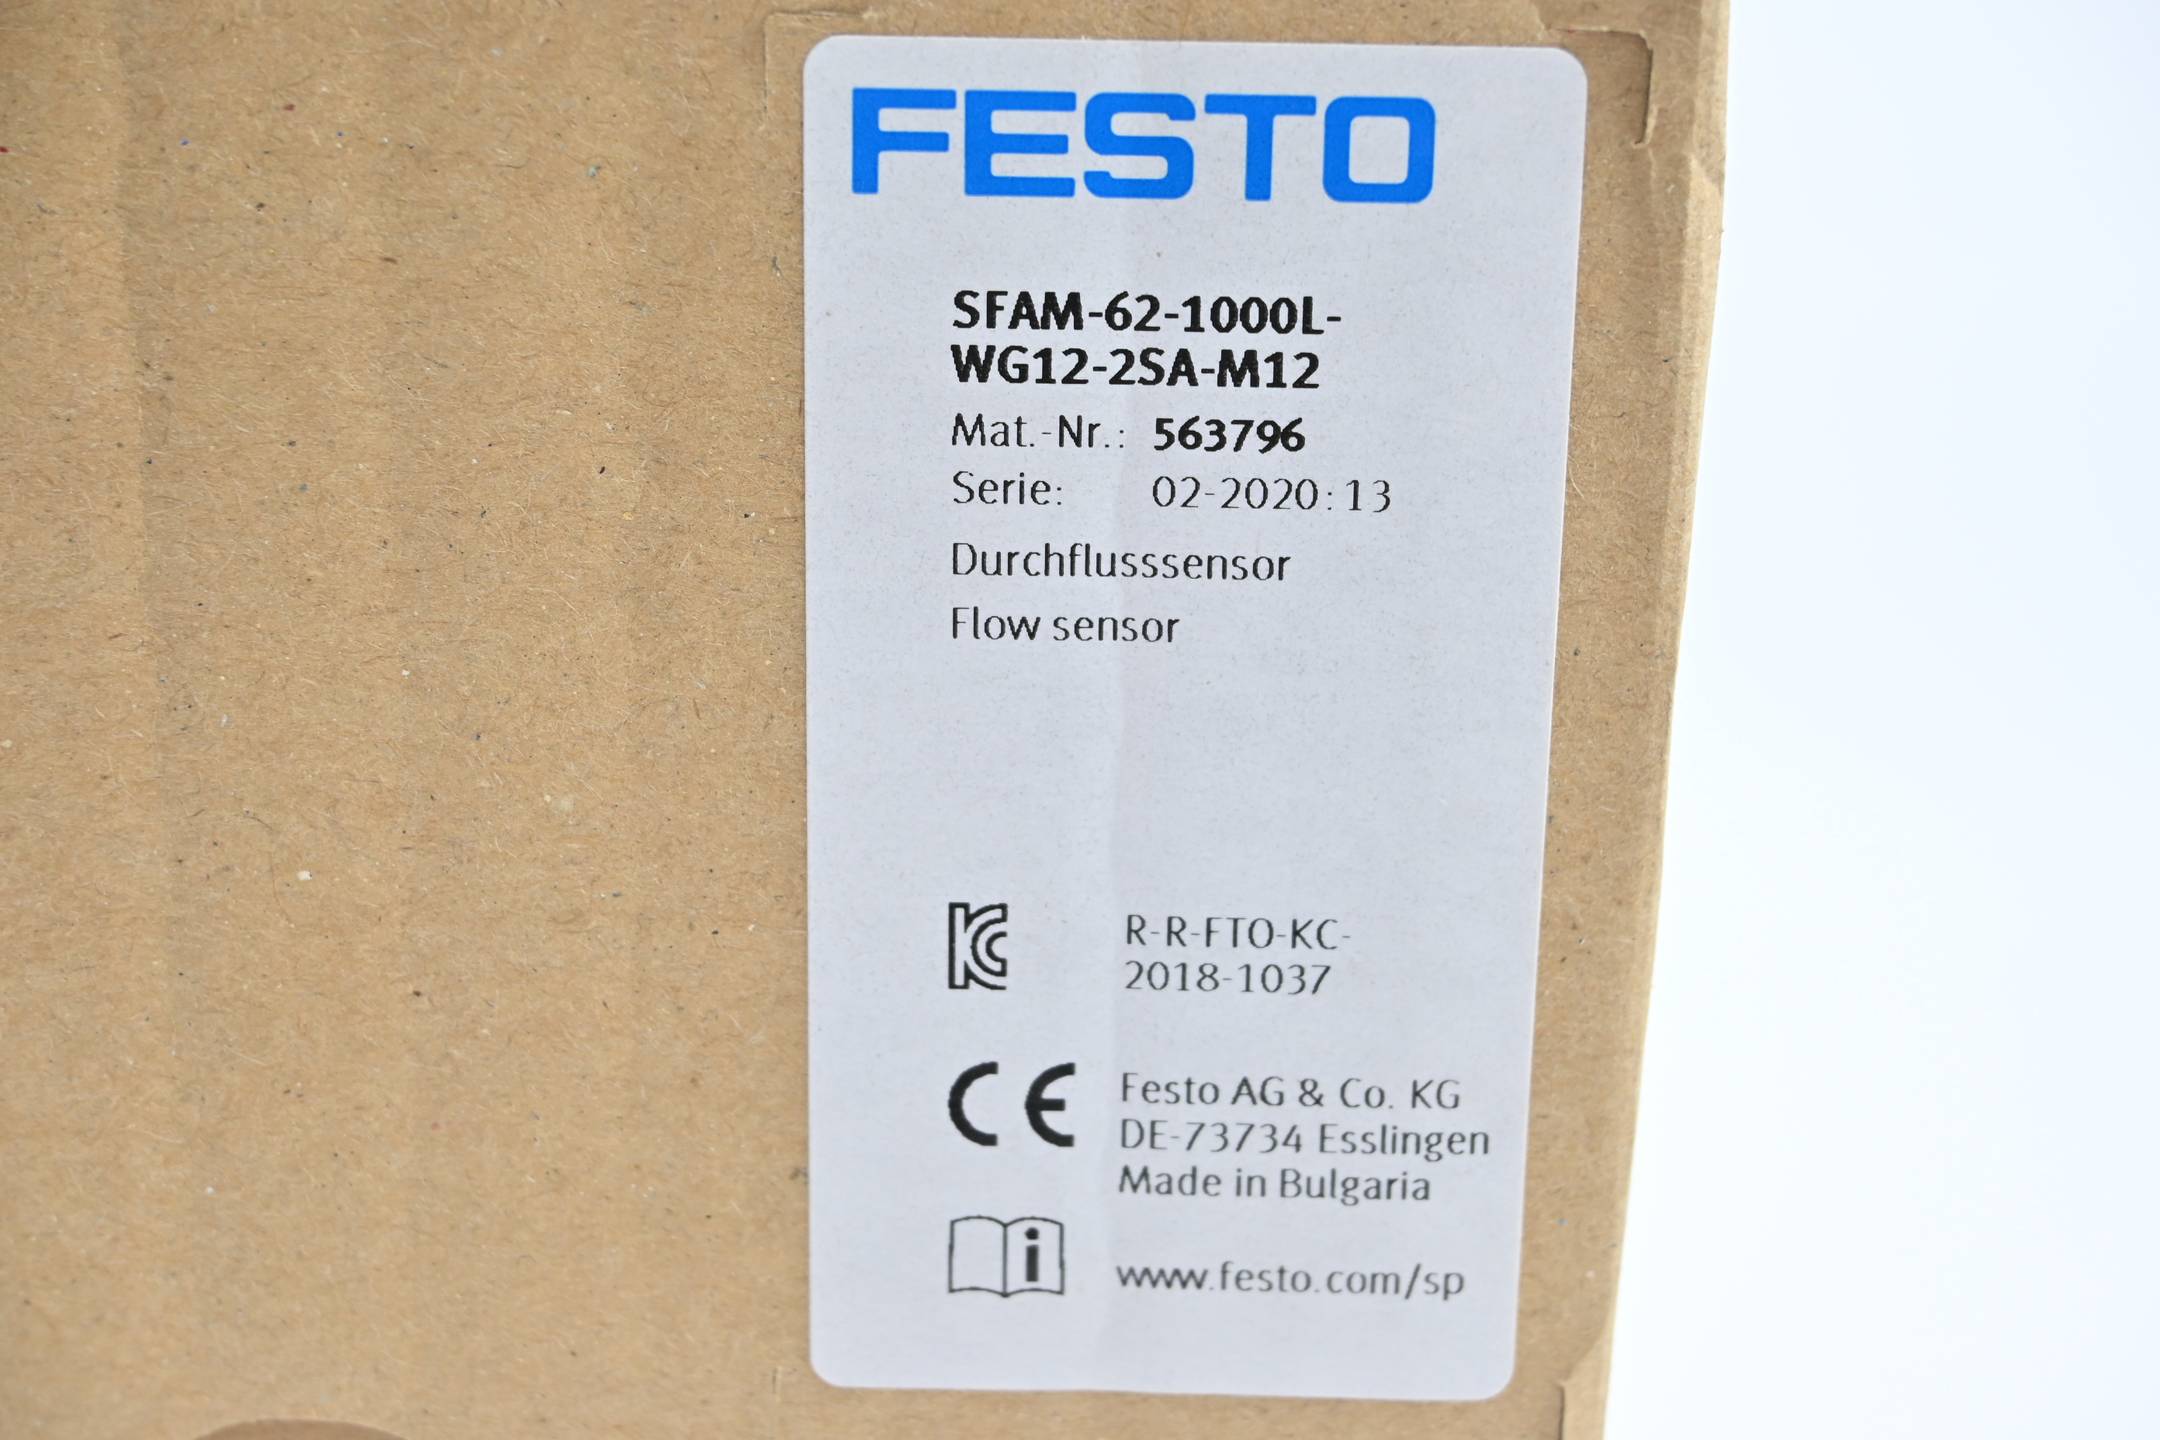 FESTO
SFAM-62-1000L-
WG12-2SA-M12
Mat.-Nr.: 563796
Serie: 02-2020:13
Durchflusssensor
Flow sensor
KC R-R-FTO-KC-
2018-1037
CE Festo AG & Co. KG
DE-73734 Esslingen
Made in Bulgaria
i www.festo.com/sp